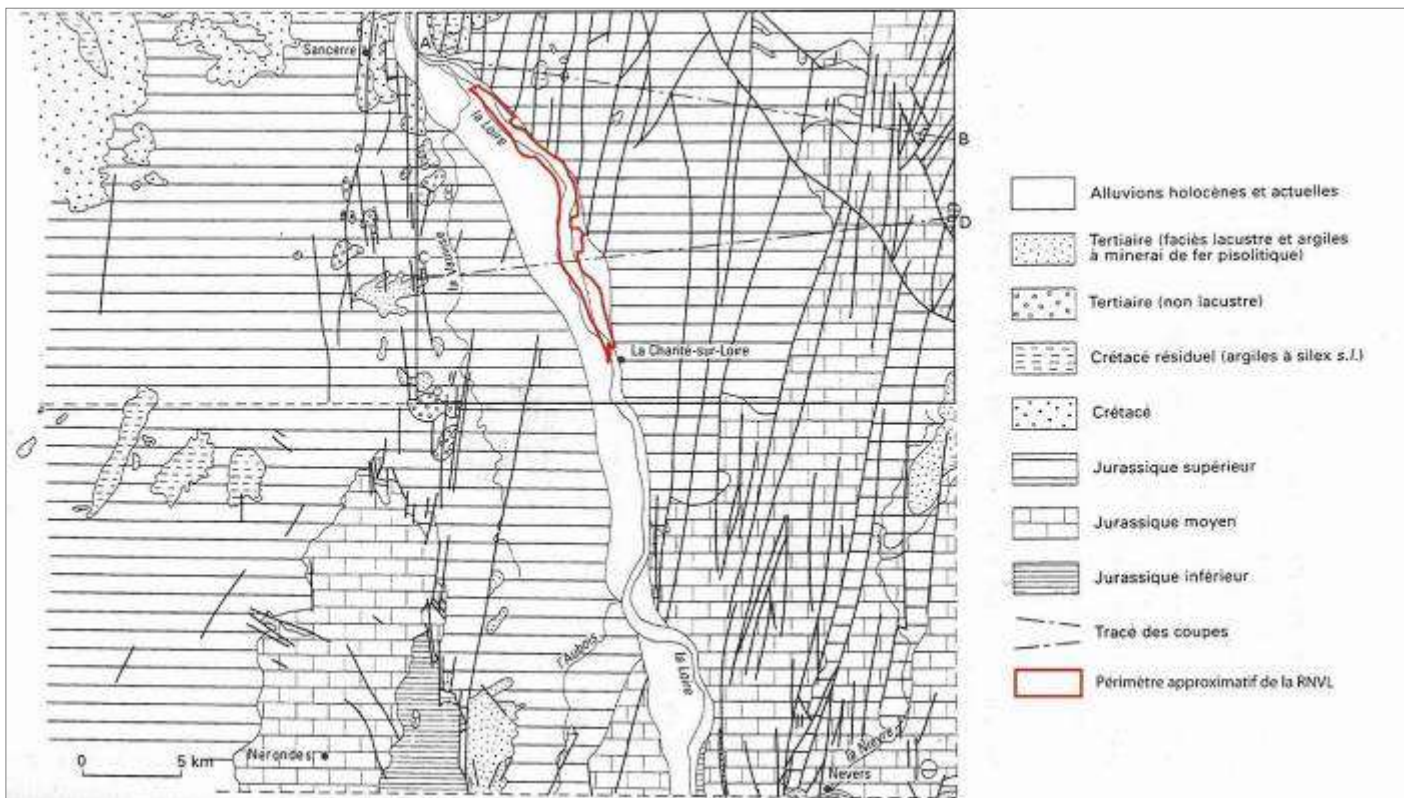 Sancerre
A
la Loire
B
D
C
la Vauvise
La Charité-sur-Loire
l'Aubois
la Loire
la Nièvre
Nevers
Nérondes
0 5 km
Alluvions holocènes et actuelles
Tertiaire (faciès lacustre et argiles
à minerai de fer pisolitique)
Tertiaire (non lacustre)
Crétacé résiduel (argiles à silex s.l.)
Crétacé
Jurassique supérieur
Jurassique moyen
Jurassique inférieur
Tracé des coupes
Périmètre approximatif de la RNVL